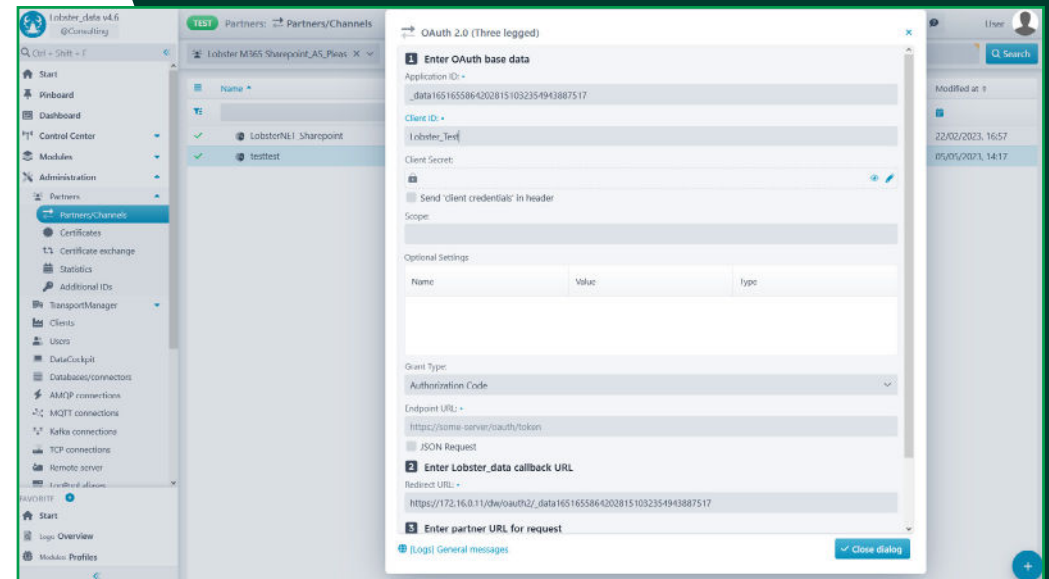 Lobster_data v4.6
@Consulting
TEST
Partners:
Partners/Channels
User
Ctrl + Shift + F
Lobster M365 Sharepoint_AS_Pleas
Search
Start
Pinboard
Dashboard
Control Center
Modules
Administration
Partners
Partners/Channels
Certificates
Certificate exchange
Statistics
Additional IDs
TransportManager
Clients
Users
DataCockpit
Databases/connectors
AMQP connections
MQTT connections
Kafka connections
TCP connections
Remote server
FAVORITE
Start
Logs Overview
Modules Profiles
Name
Modified at
LobsterNET_Sharepoint
22/02/2023, 16:57
testtest
05/05/2023, 14:17
OAuth 2.0 (Three legged)
1 Enter OAuth base data
Application ID:
_data16516558642028151032354943887517
Client ID:
Lobster_Test
Client Secret:
Send 'client credentials' in header
Scope:
Optional Settings
Name Value Type
Grant Type
Authorization Code
Endpoint URL:
https://some-server/oauth/token
JSON Request
2 Enter Lobster_data callback URL
Redirect URL:
https://172.16.0.11/dw/oauth2/_data16516558642028151032354943887517
3 Enter partner URL for request
[Logs] General messages
Close dialog